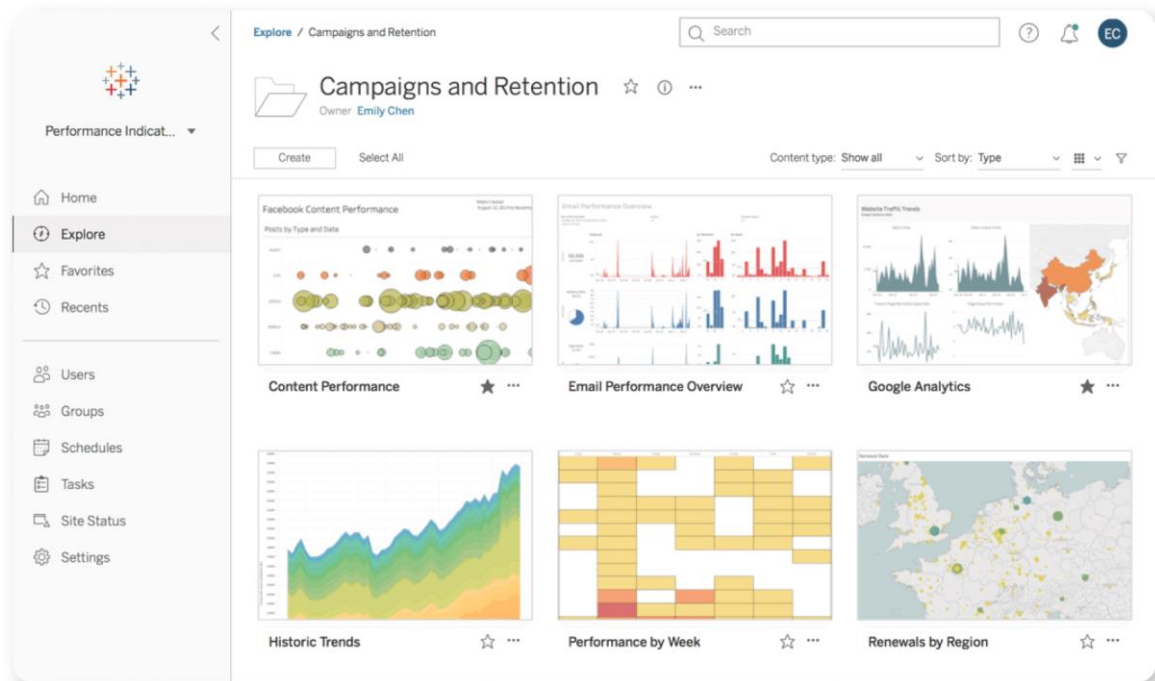 Explore / Campaigns and Retention
Search
?
EC
Performance Indicat...
Campaigns and Retention
Owner Emily Chen
Create
Select All
Content type: Show all
Sort by: Type
Home
Explore
Favorites
Recents
Users
Groups
Schedules
Tasks
Site Status
Settings
Facebook Content Performance
Posts by Type and Date
Email Performance Overview
Website Traffic Trends
Content Performance
Email Performance Overview
Google Analytics
Renewal Rate
Historic Trends
Performance by Week
Renewals by Region